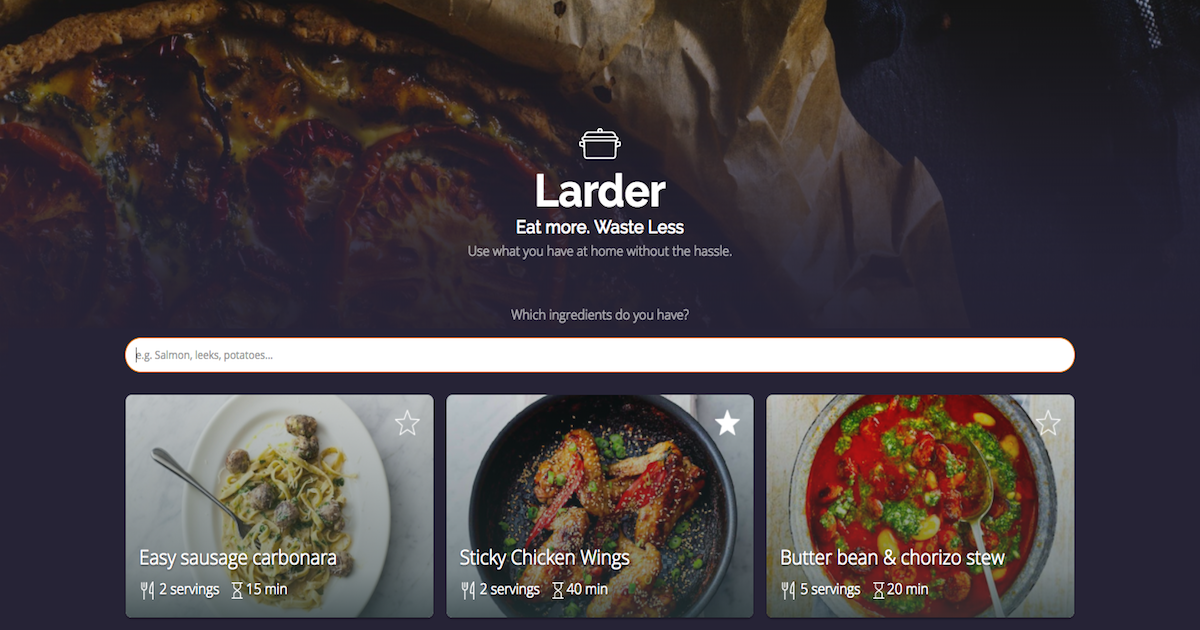 Larder
Eat more. Waste Less
Use what you have at home without the hassle.
Which ingredients do you have?
e.g. Salmon, leeks, potatoes...
Easy sausage carbonara
2 servings 15 min
Sticky Chicken Wings
2 servings 40 min
Butter bean & chorizo stew
5 servings 20 min